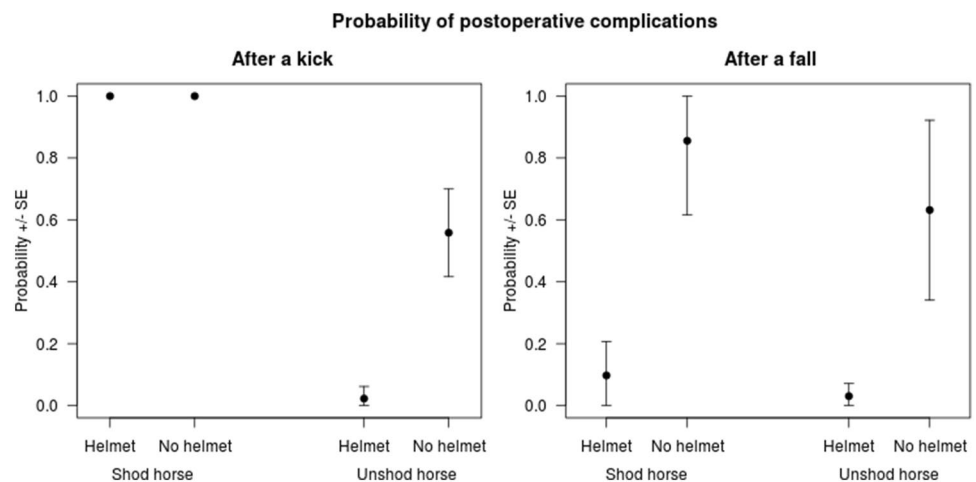 Probability of postoperative complications
After a kick
Probability +/- SE
1.0
0.8
0.6
0.4
0.2
0.0
Helmet No helmet Helmet No helmet
Shod horse Unshod horse
After a fall
Probability +/- SE
1.0
0.8
0.6
0.4
0.2
0.0
Helmet No helmet Helmet No helmet
Shod horse Unshod horse